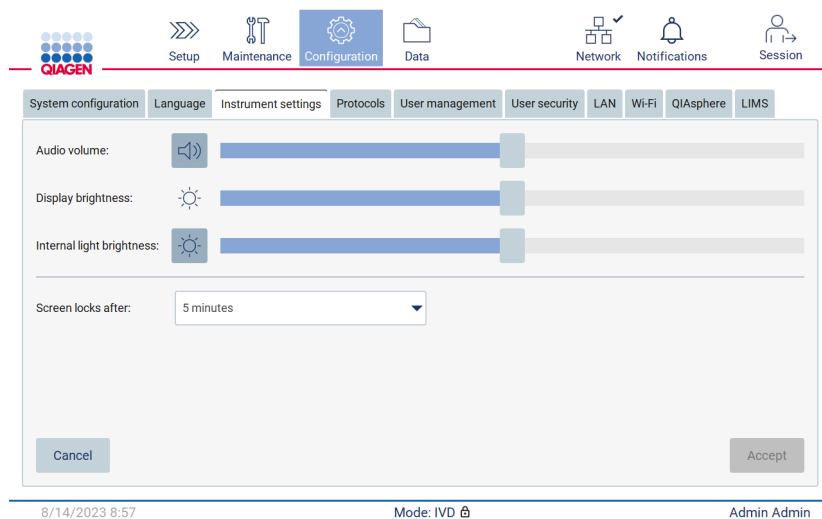 QIAGEN
Setup
Maintenance
Configuration
Data
Network
Notifications
Session
System configuration
Language
Instrument settings
Protocols
User management
User security
LAN
Wi-Fi
QIAsphere
LIMS
Audio volume:
Display brightness:
Internal light brightness:
Screen locks after:
5 minutes
Cancel
Accept
8/14/2023 8:57
Mode: IVD
Admin Admin